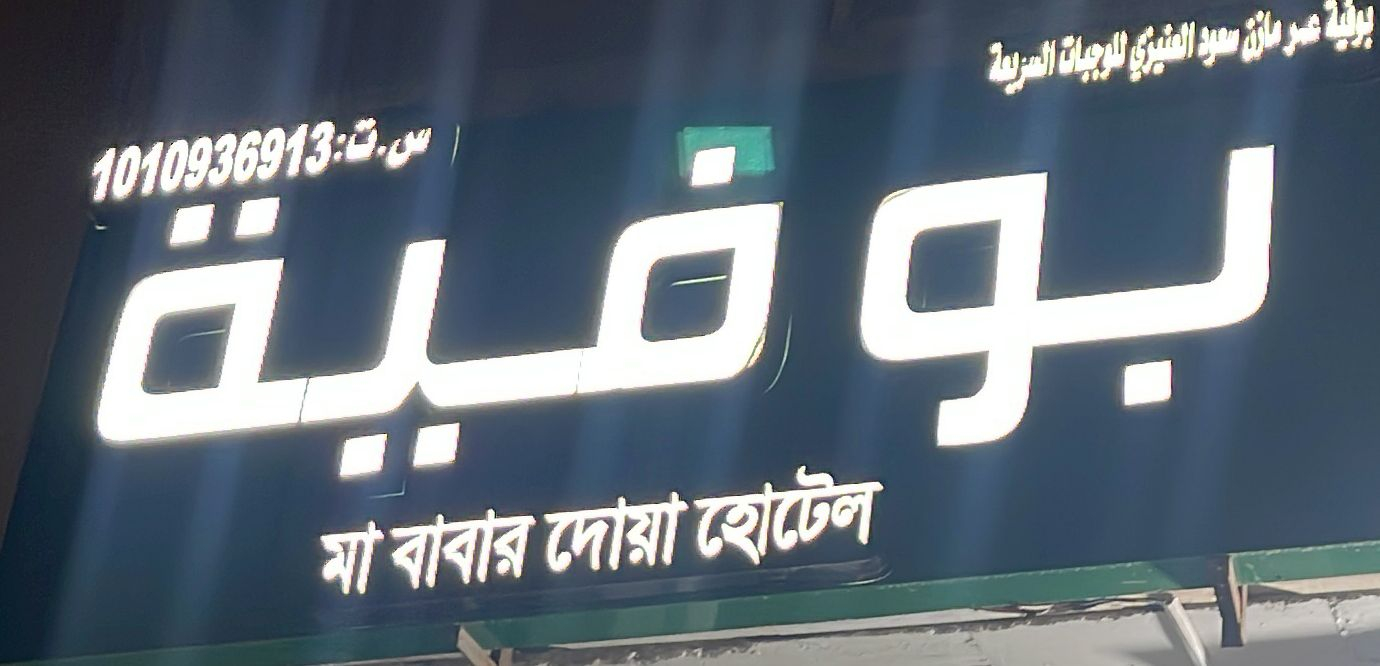 بوفية عمر مازن سعود العنيزي للوجبات السريعة
س.ت:1010936913
بوفية
মা বাবার দোয়া হোটেল